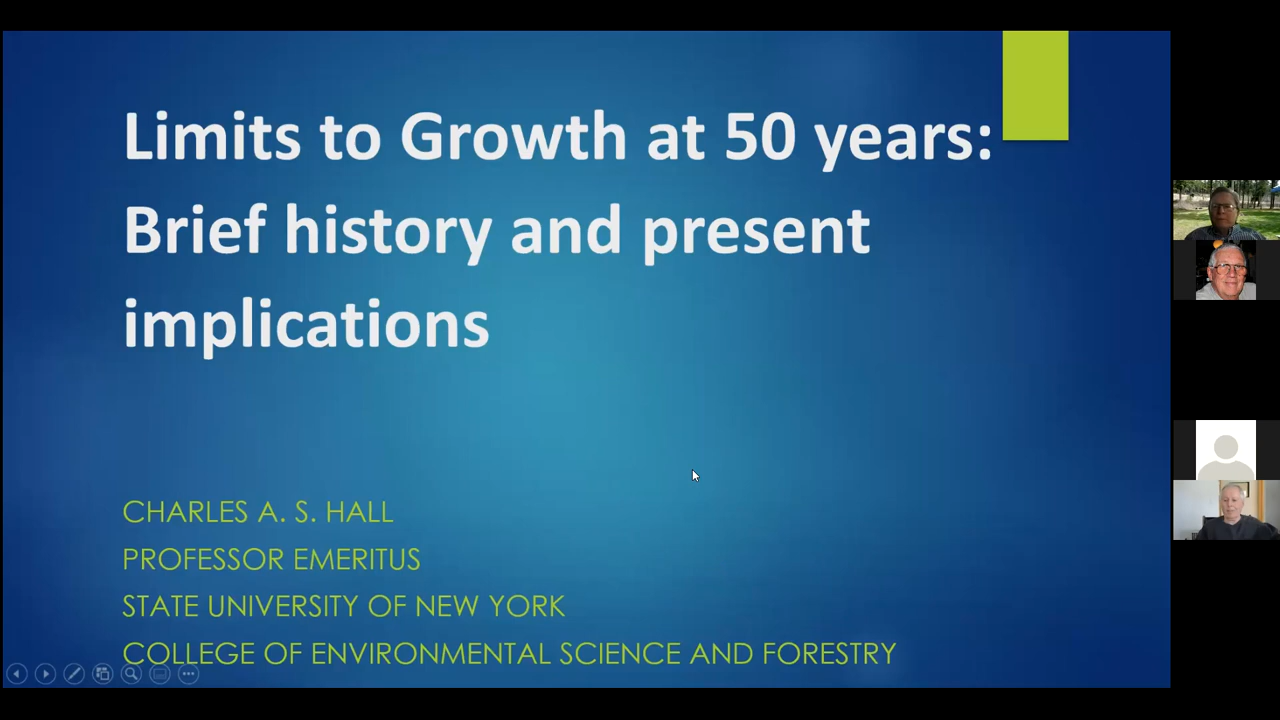 Limits to Growth at 50 years:
Brief history and present
implications
CHARLES A. S. HALL
PROFESSOR EMERITUS
STATE UNIVERSITY OF NEW YORK
COLLEGE OF ENVIRONMENTAL SCIENCE AND FORESTRY